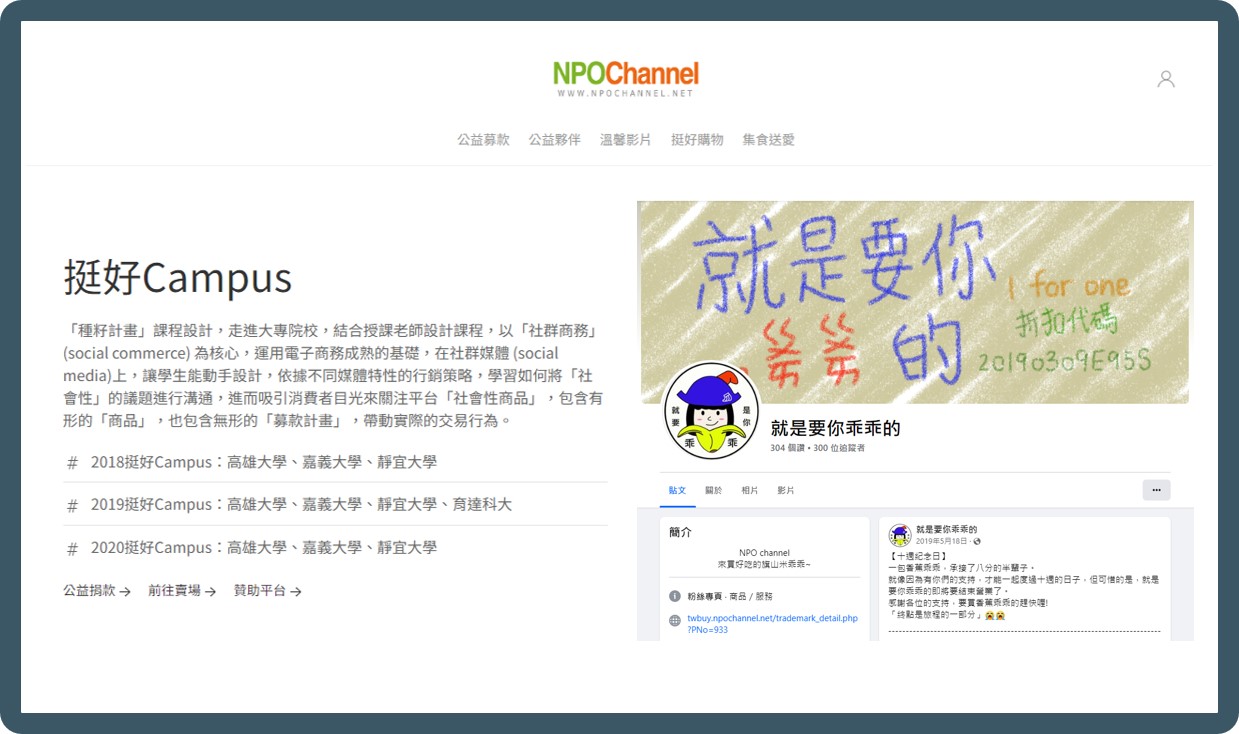 NPOChannel
WWW.NPOCHANNEL.NET
公益募款 公益夥伴 溫馨影片 挺好購物 集食送愛
挺好Campus
「種籽計畫」課程設計，走進大專院校，結合授課老師設計課程，以「社群商務」
(social commerce) 為核心，運用電子商務成熟的基礎，在社群媒體 (social
media)上，讓學生能動手設計，依據不同媒體特性的行銷策略，學習如何將「社
會性」的議題進行溝通，進而吸引消費者目光來關注平台「社會性商品」，包含有
形的「商品」，也包含無形的「募款計畫」，帶動實際的交易行為。
# 2018挺好Campus：高雄大學、嘉義大學、靜宜大學
# 2019挺好Campus：高雄大學、嘉義大學、靜宜大學、育達科大
# 2020挺好Campus：高雄大學、嘉義大學、靜宜大學
公益捐款→ 前往賣場→ 贊助平台→
就是要你
的
1 for one
折扣代碼
20190309E95S
就要 是你
乖 乖
就是要你乖乖的
304 個讚 • 300 位追蹤者
貼文 關於 相片 影片 ...
簡介
NPO channel
來買好吃的旗山米乖乖~
粉絲專頁 · 商品 / 服務
twbuy.npochannel.net/trademark_detail.php
?PNo=933
就是要你乖乖的
2019年5月18日 ·
【十週紀念日】
一包香蕉乖乖，承接了八分的半輩子。
就像因為有你們的支持，才能一起度過十週的日子，但可惜的是，就是
要你乖乖的即將要結束營業了。
感謝各位的支持，要買香蕉乖乖的趕快喔!
「終點是旅程的一部分」😭😭